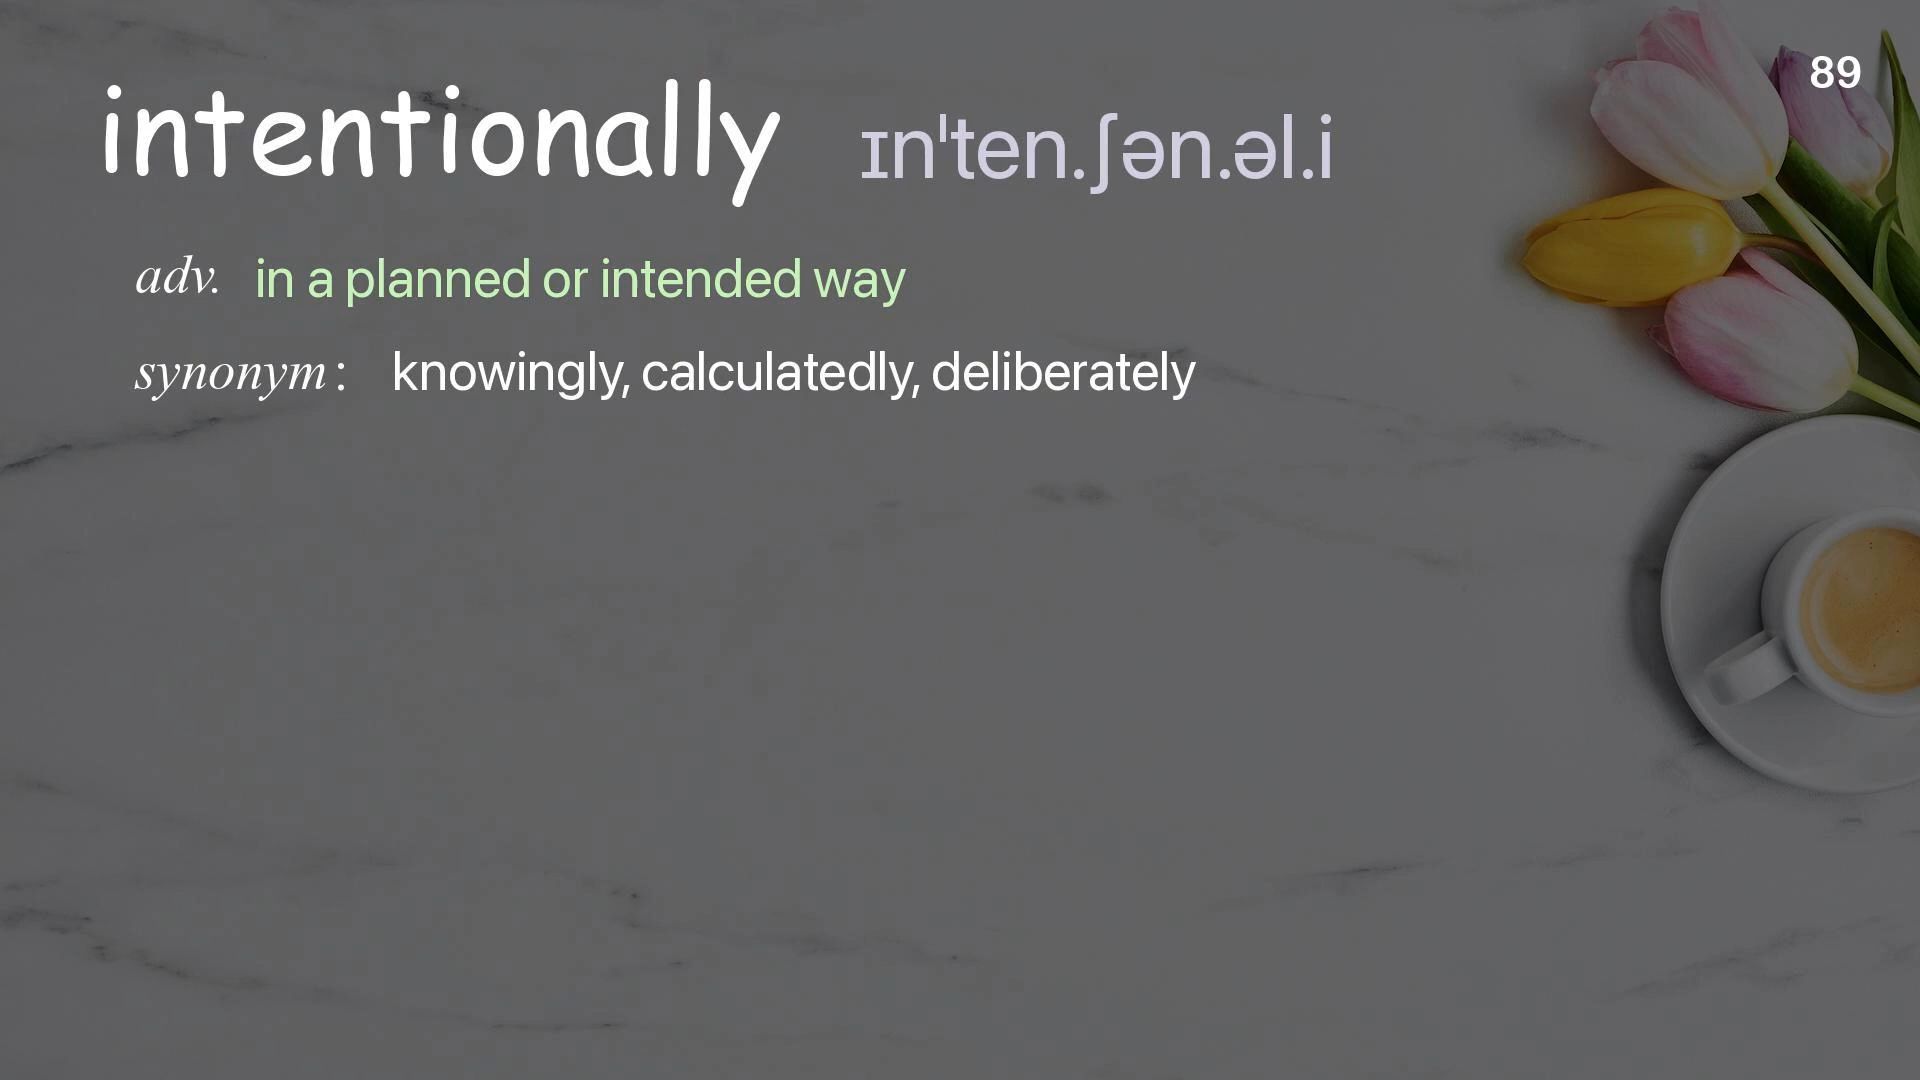 89
intentionally ɪnˈten.ʃən.əl.i
adv. in a planned or intended way
synonym : knowingly, calculatedly, deliberately